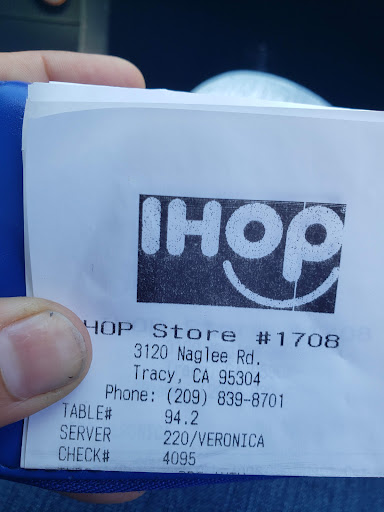 IHOP
HOP Store #1708
3120 Naglee Rd.
Tracy, CA 95304
Phone: (209) 839-8701
TABLE# 94.2
SERVER 220/VERONICA
CHECK# 4095